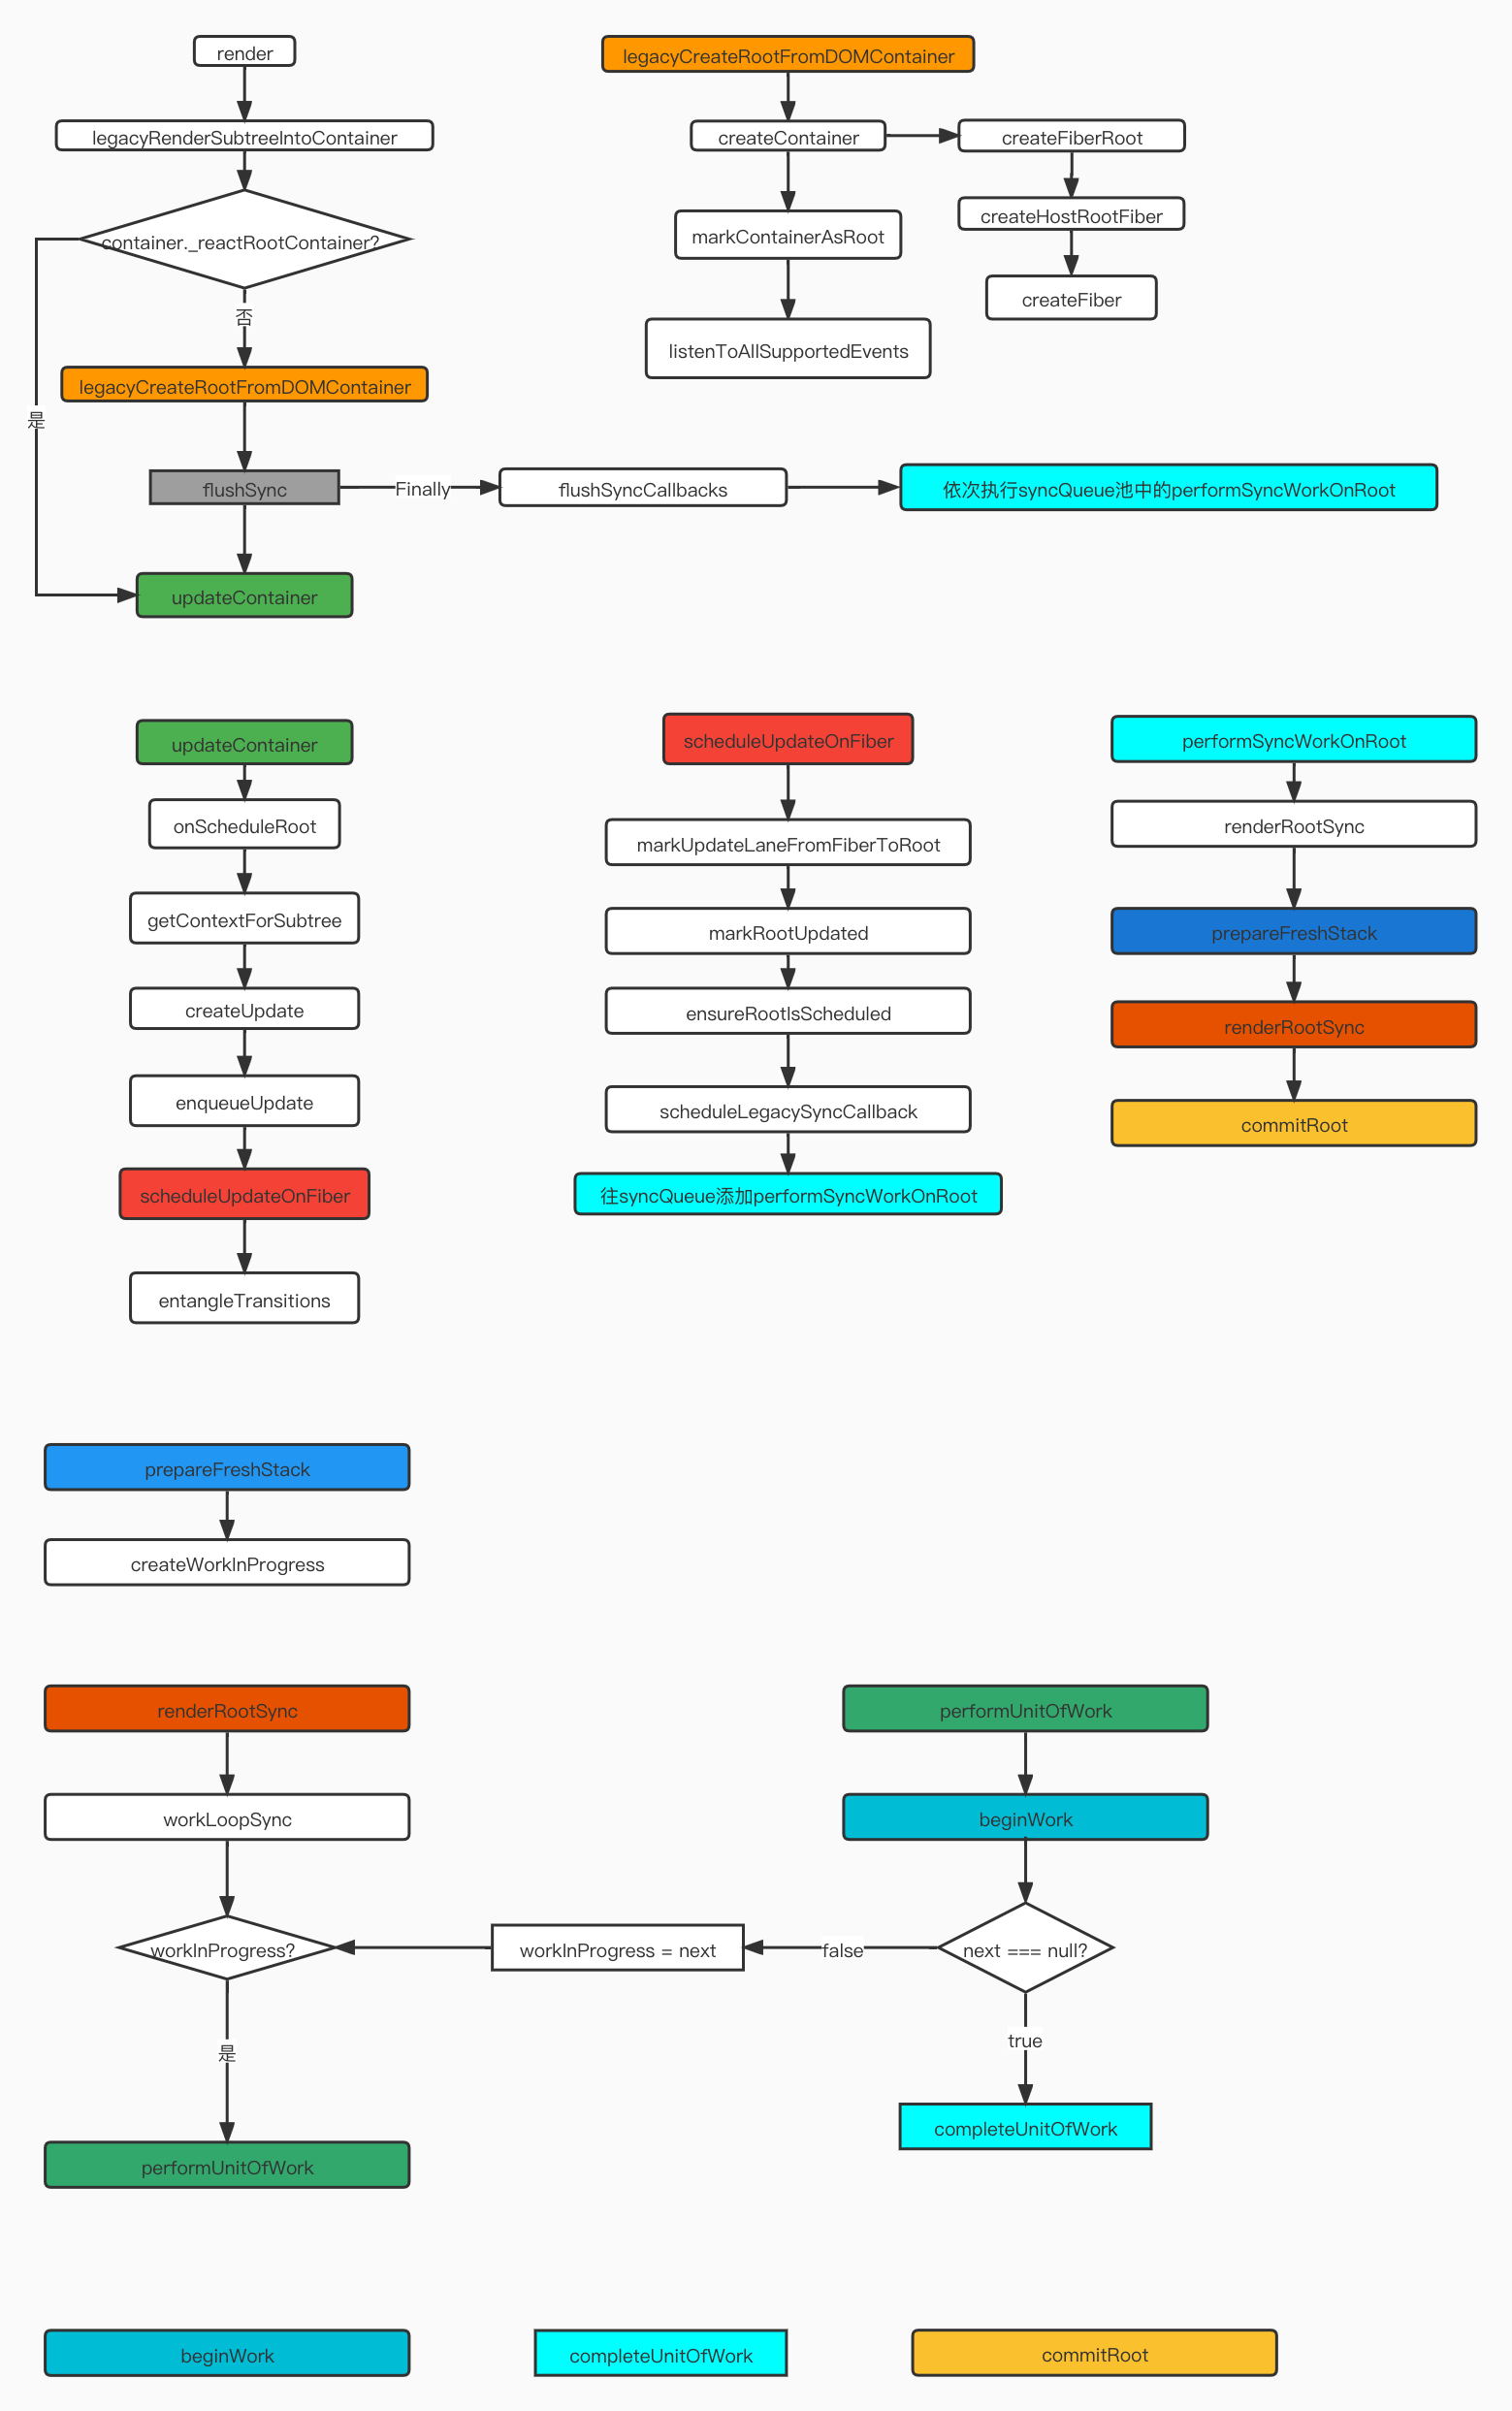 render
legacyRenderSubtreeIntoContainer
container._reactRootContainer?
否
是
legacyCreateRootFromDOMContainer
flushSync
Finally
flushSyncCallbacks
依次执行syncQueue池中的performSyncWorkOnRoot
updateContainer
legacyCreateRootFromDOMContainer
createContainer
createFiberRoot
markContainerAsRoot
createHostRootFiber
createFiber
listenToAllSupportedEvents
updateContainer
onScheduleRoot
getContextForSubtree
createUpdate
enqueueUpdate
scheduleUpdateOnFiber
entangleTransitions
scheduleUpdateOnFiber
markUpdateLaneFromFiberToRoot
markRootUpdated
ensureRootIsScheduled
scheduleLegacySyncCallback
往syncQueue添加performSyncWorkOnRoot
performSyncWorkOnRoot
renderRootSync
prepareFreshStack
renderRootSync
commitRoot
prepareFreshStack
createWorkInProgress
renderRootSync
workLoopSync
workInProgress?
是
performUnitOfWork
workInProgress = next
performUnitOfWork
beginWork
next === null?
false
true
completeUnitOfWork
beginWork
completeUnitOfWork
commitRoot